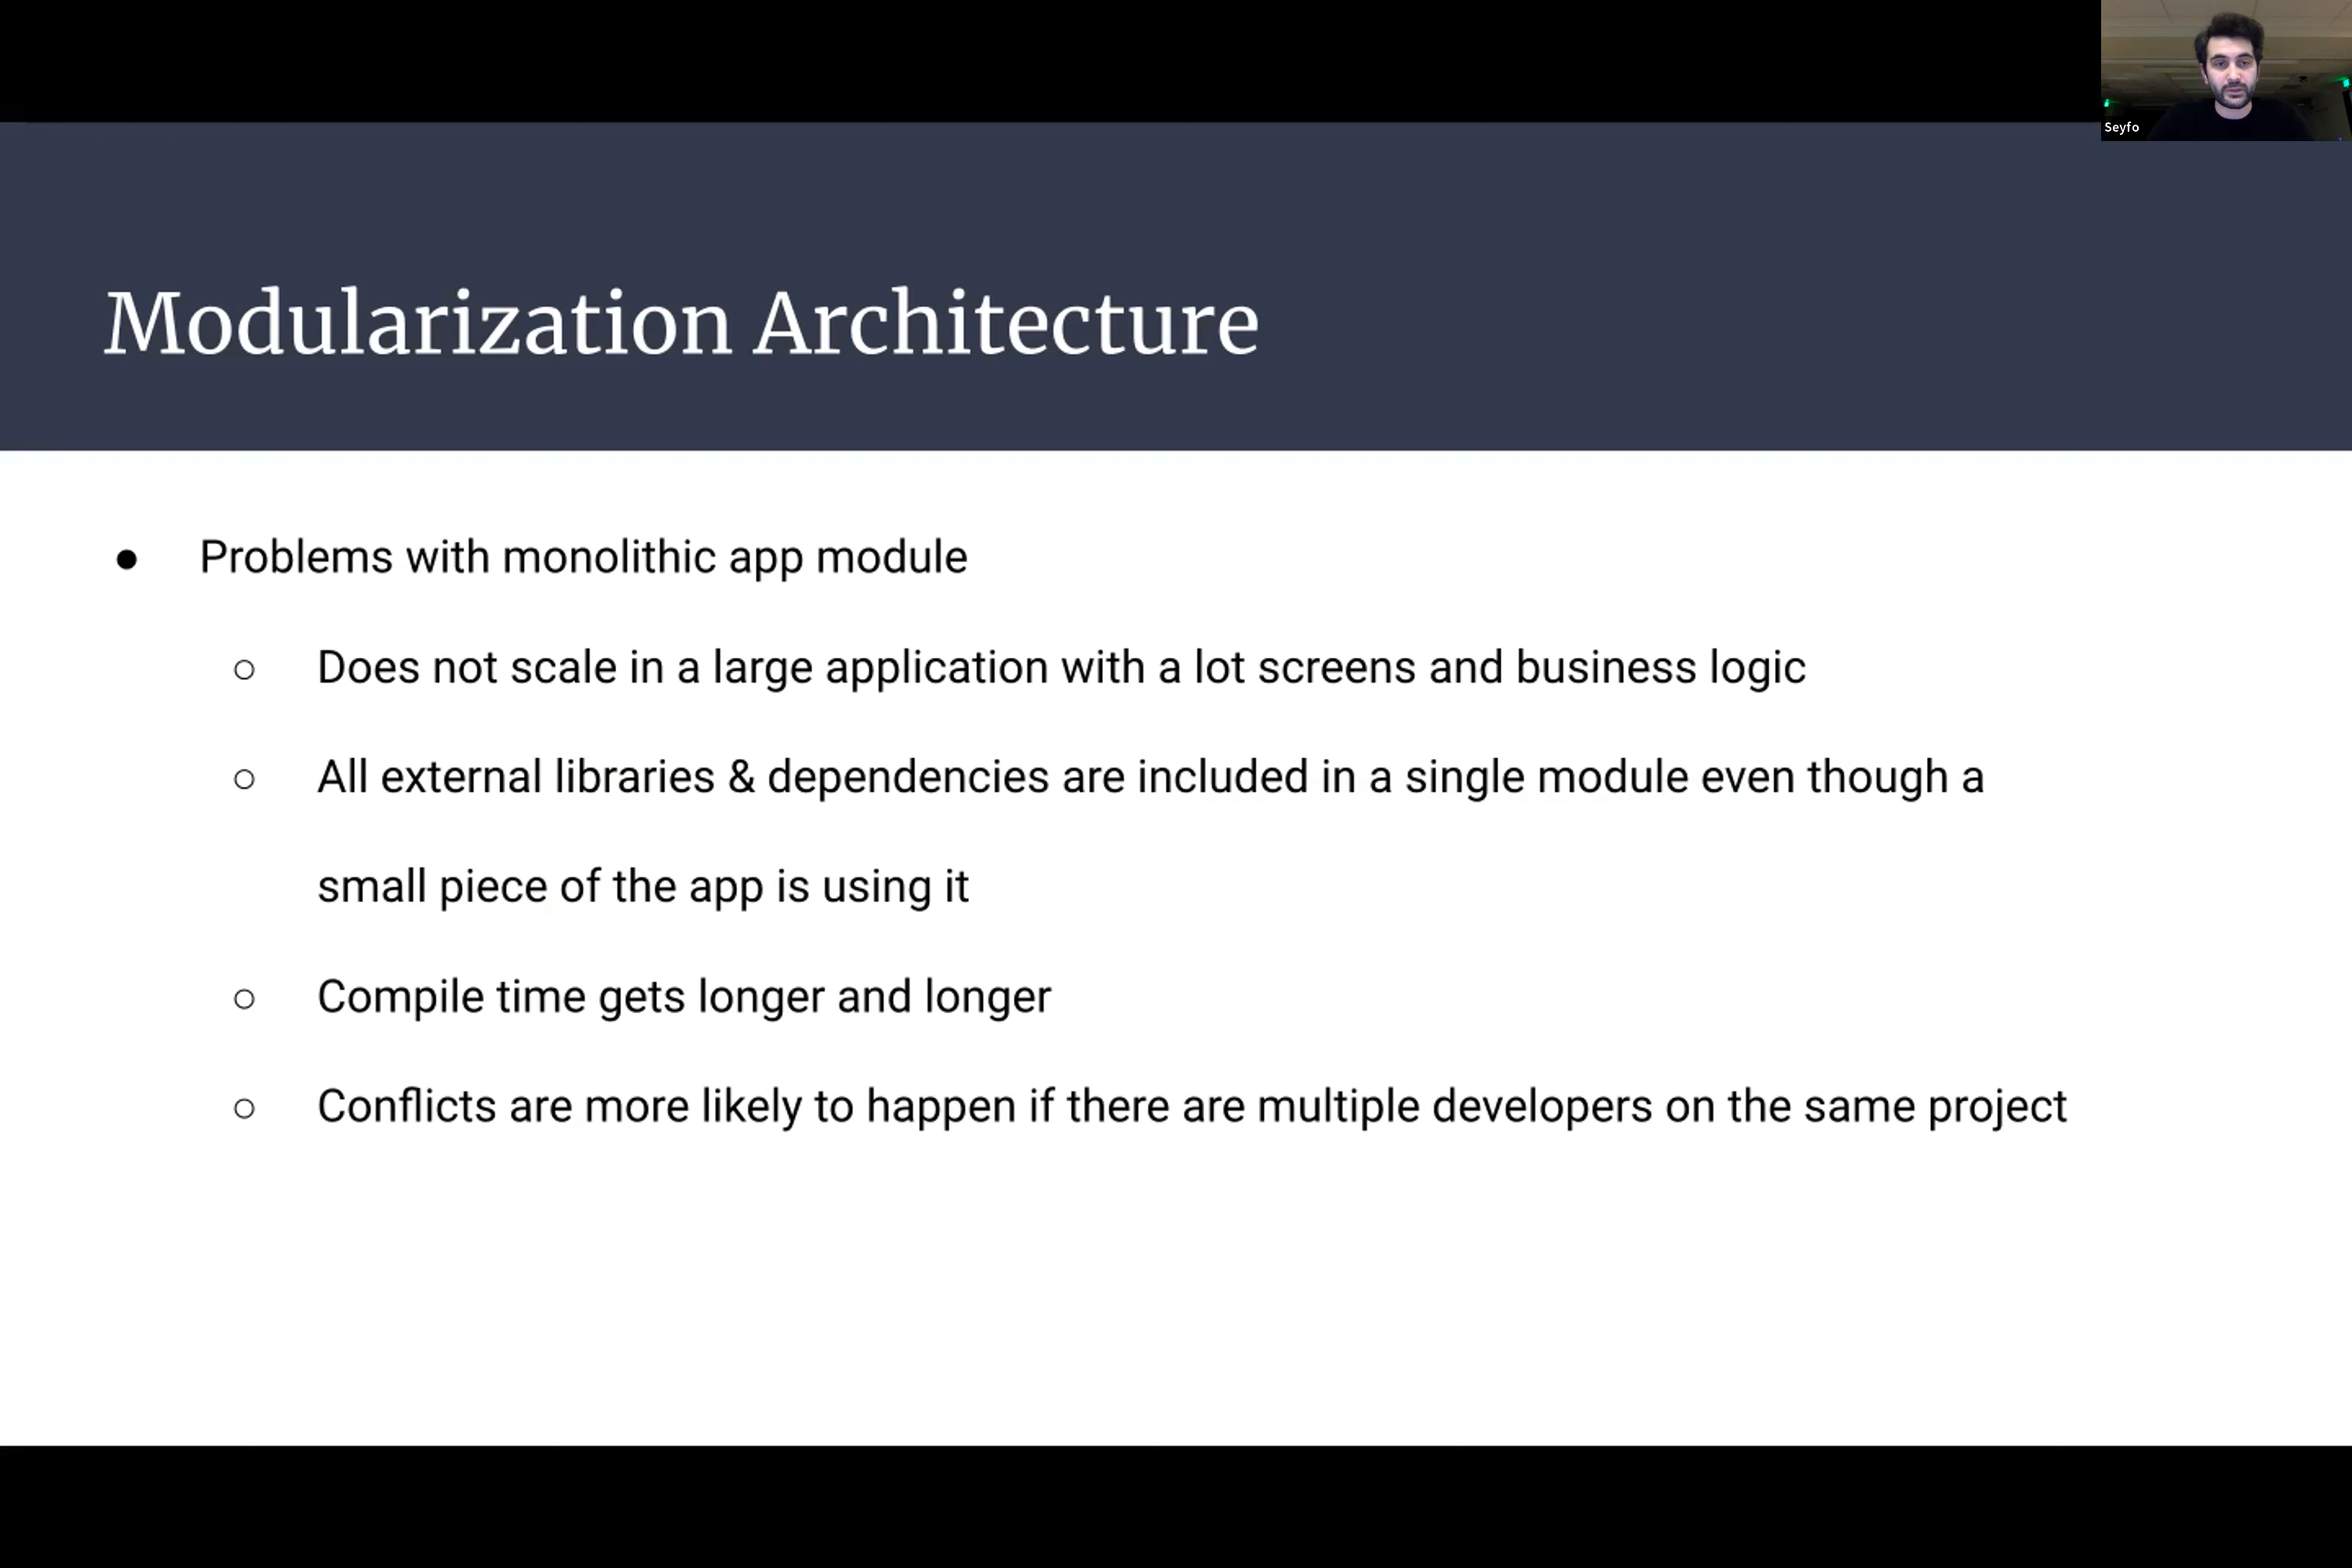 Seyfo
Modularization Architecture
● Problems with monolithic app module
○ Does not scale in a large application with a lot screens and business logic
○ All external libraries & dependencies are included in a single module even though a
small piece of the app is using it
○ Compile time gets longer and longer
○ Conflicts are more likely to happen if there are multiple developers on the same project